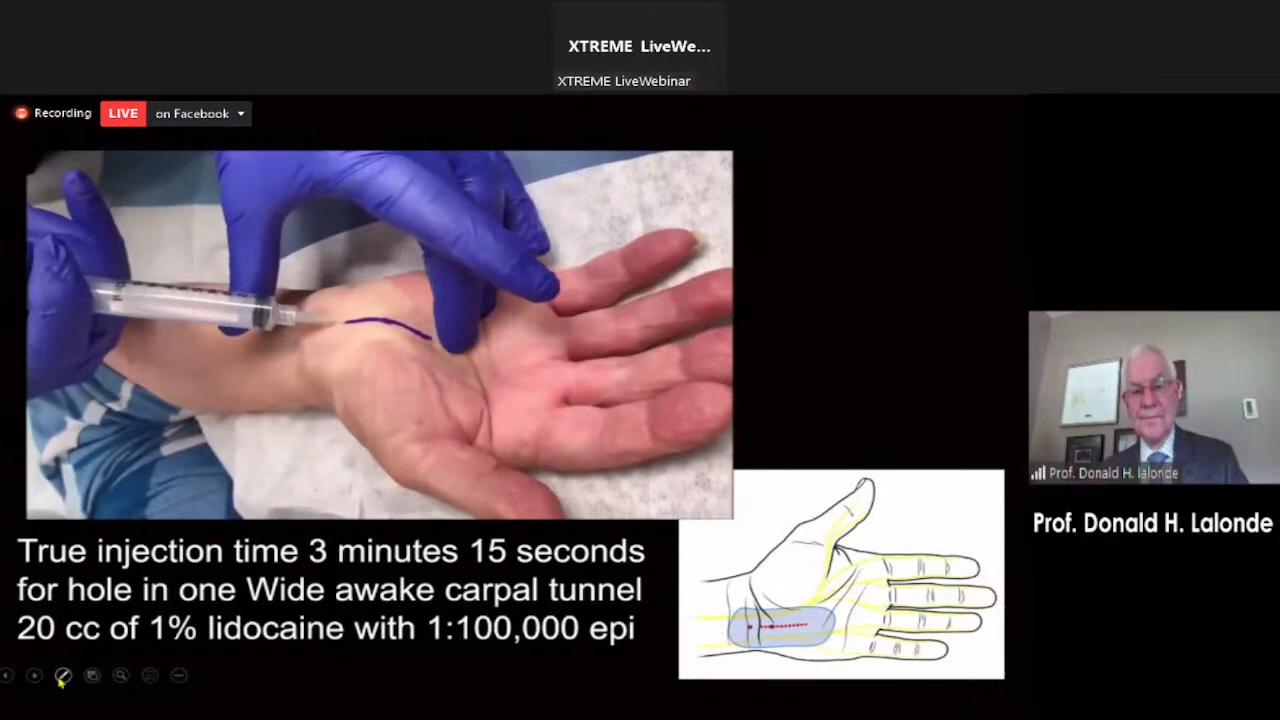 XTREME LiveWe...
XTREME LiveWebinar
Recording
LIVE
on Facebook
True injection time 3 minutes 15 seconds
for hole in one Wide awake carpal tunnel
20 cc of 1% lidocaine with 1:100,000 epi
Prof. Donald H. lalonde
Prof. Donald H. Lalonde